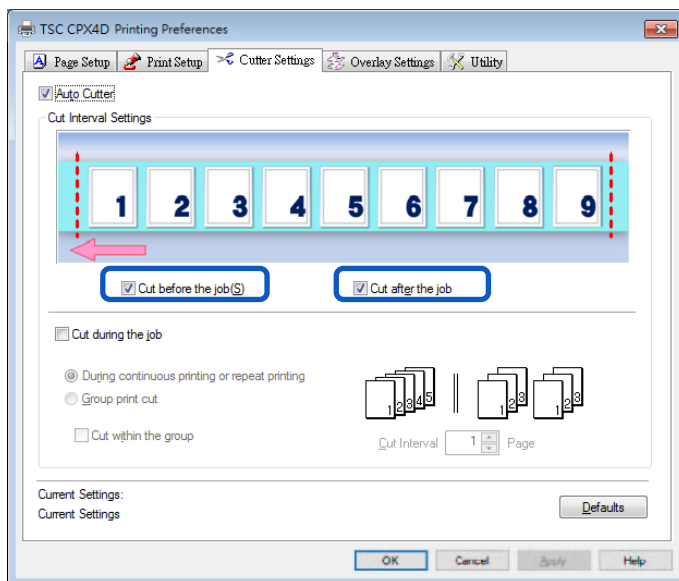 TSC CPX4D Printing Preferences
Page Setup Print Setup Cutter Settings Overlay Settings Utility
Auto Cutter
Cut Interval Settings
1 2 3 4 5 6 7 8 9
Cut before the job(S) Cut after the job
Cut during the job
During continuous printing or repeat printing
Group print cut
1 2 3 4 5 1 2 3 1 2 3
Cut within the group
Cut Interval 1 Page
Current Settings:
Current Settings
Defaults
OK Cancel Apply Help